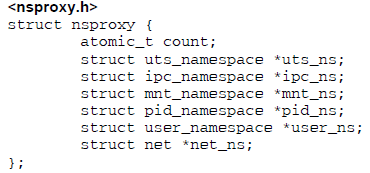 <nsproxy.h>
struct nsproxy {
        atomic_t count;
        struct uts_namespace *uts_ns;
        struct ipc_namespace *ipc_ns;
        struct mnt_namespace *mnt_ns;
        struct pid_namespace *pid_ns;
        struct user_namespace *user_ns;
        struct net *net_ns;
};